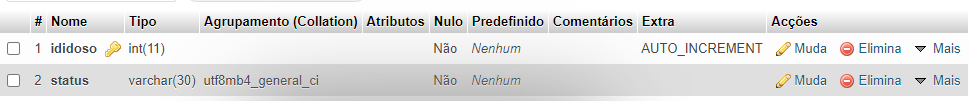 # Nome Tipo Agrupamento (Collation) Atributos Nulo Predefinido Comentários Extra Acções
1 ididoso int(11) Não Nenhum AUTO_INCREMENT Muda Elimina Mais
2 status varchar(30) utf8mb4_general_ci Não Nenhum Muda Elimina Mais